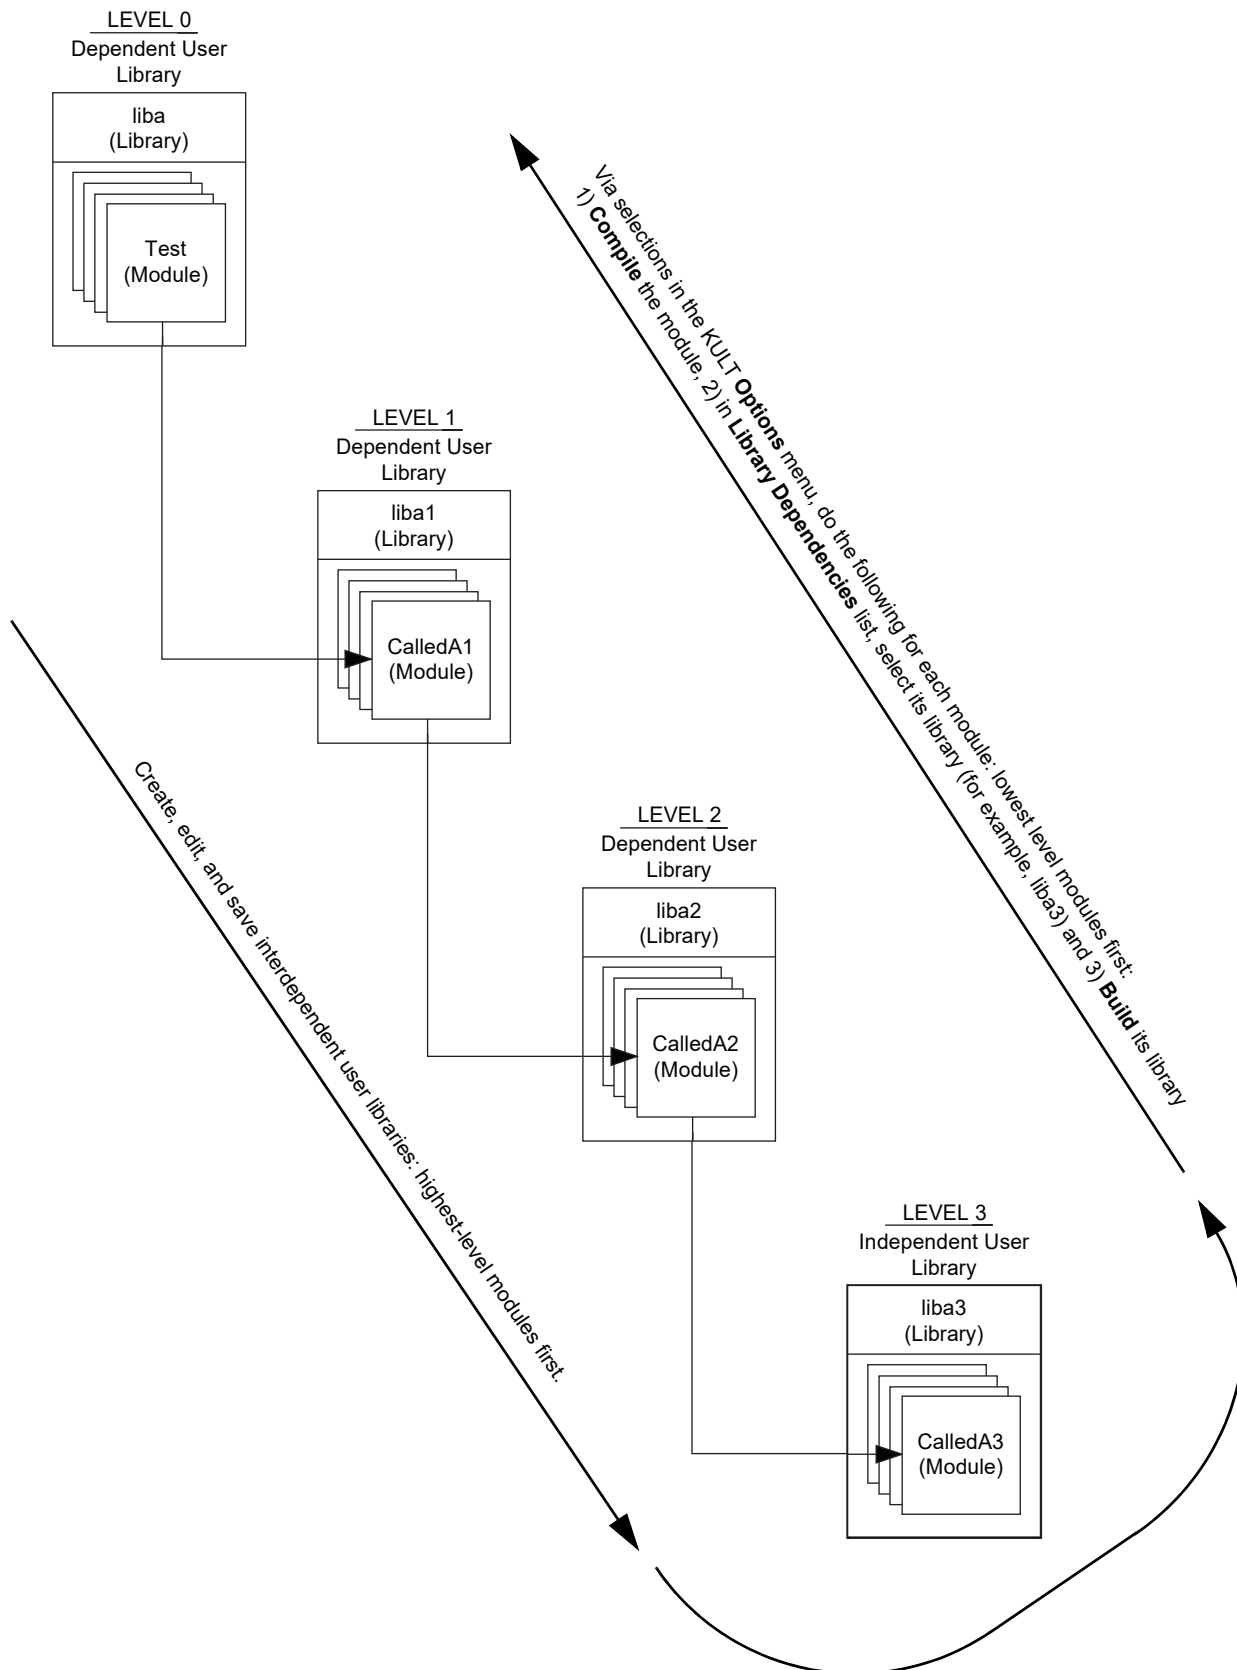 LEVEL 0
Dependent User
Library
liba
(Library)
Test
(Module)
Via selections in the KULT Options menu, do the following for each module: lowest level modules first:
1) Compile the module, 2) in Library Dependencies list, select its library (for example, liba3) and 3) Build its library
LEVEL 1
Dependent User
Library
liba1
(Library)
CalledA1
(Module)
Create, edit, and save interdependent user libraries: highest-level modules first.
LEVEL 2
Dependent User
Library
liba2
(Library)
CalledA2
(Module)
LEVEL 3
Independent User
Library
liba3
(Library)
CalledA3
(Module)